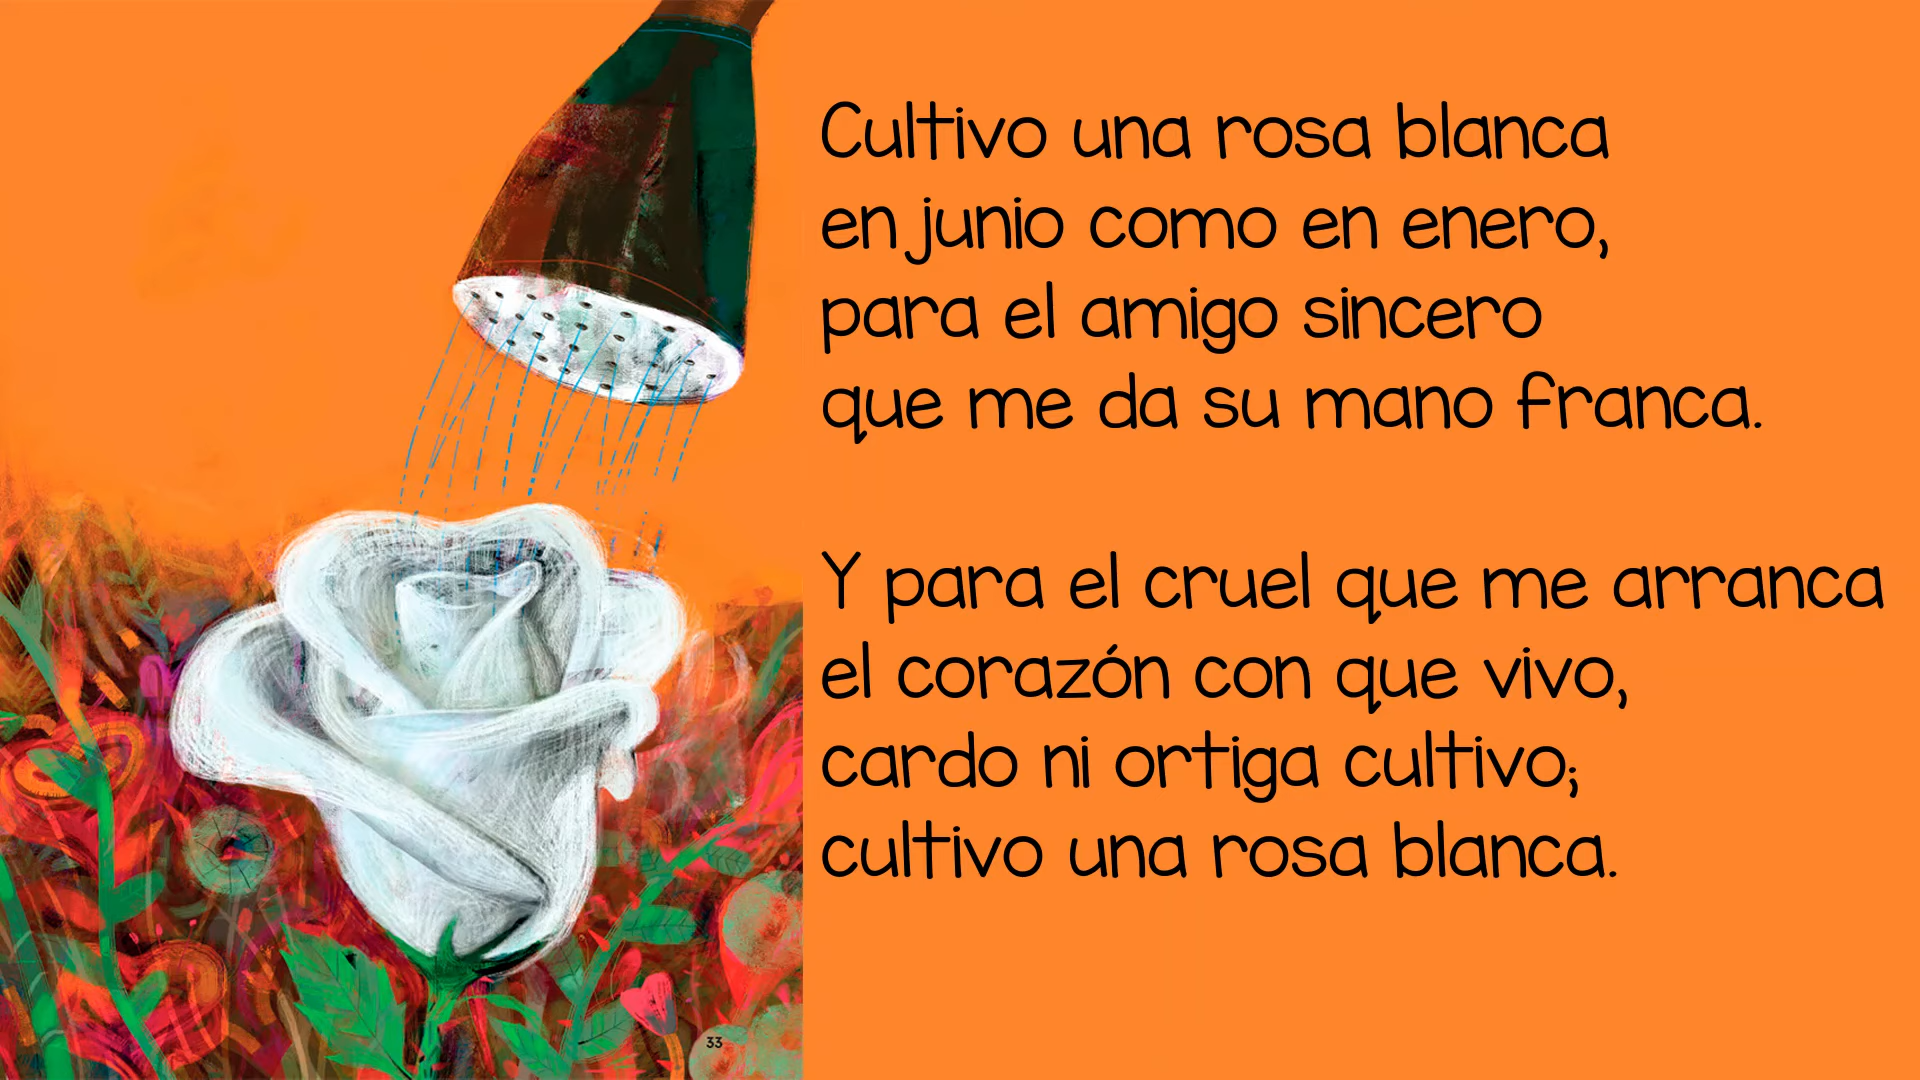 Cultivo una rosa blanca
en junio como en enero,
para el amigo sincero
que me da su mano franca.
Y para el cruel que me arranca
el corazón con que vivo,
cardo ni ortiga cultivo;
cultivo una rosa blanca.
33